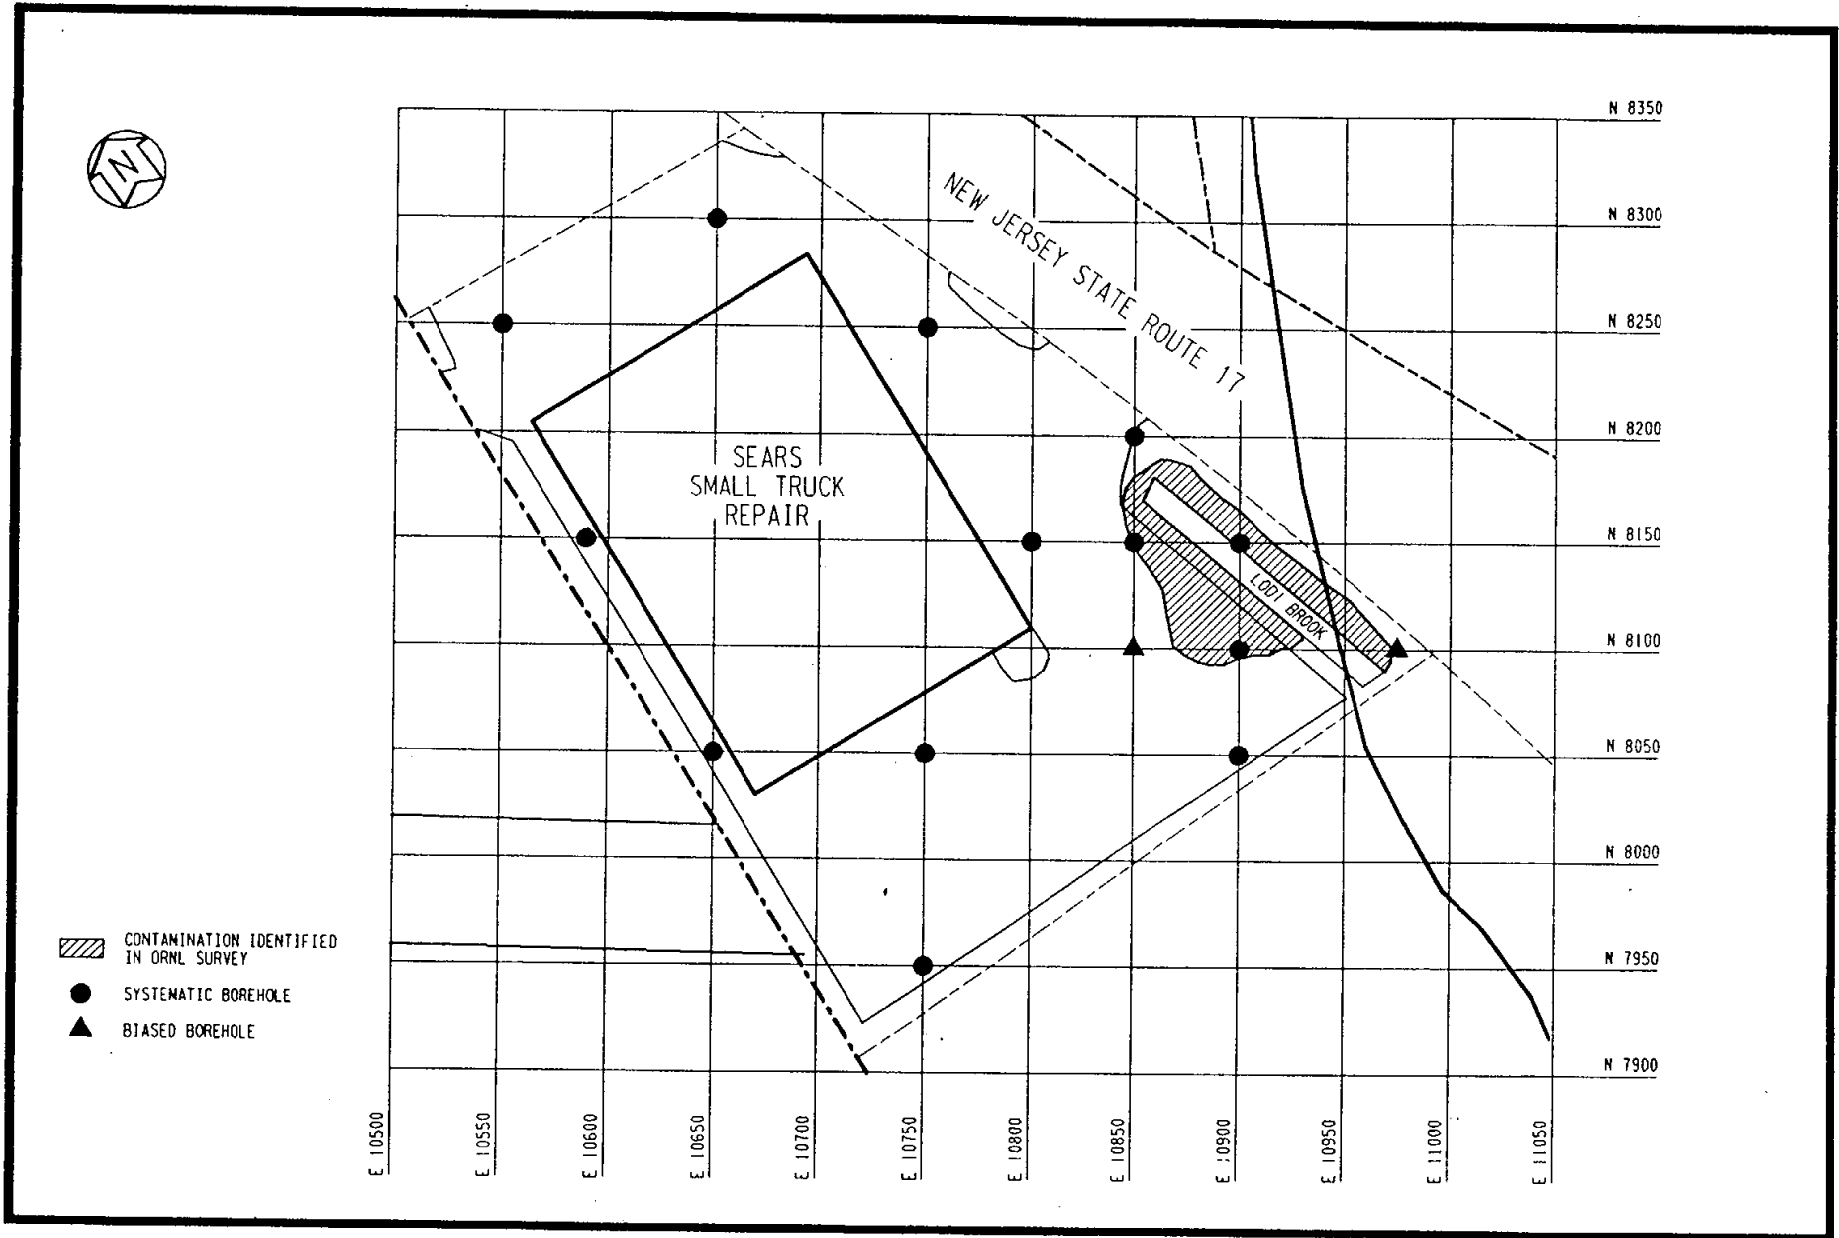 N
N 8350
N 8300
N 8250
N 8200
N 8150
N 8100
N 8050
N 8000
N 7950
N 7900
NEW JERSEY STATE ROUTE 17
SEARS
SMALL TRUCK
REPAIR
LODI BROOK
CONTAMINATION IDENTIFIED
IN ORNL SURVEY
SYSTEMATIC BOREHOLE
BIASED BOREHOLE
E 10500
E 10550
E 10600
E 10650
E 10700
E 10750
E 10800
E 10850
E 10900
E 10950
E 11000
E 11050